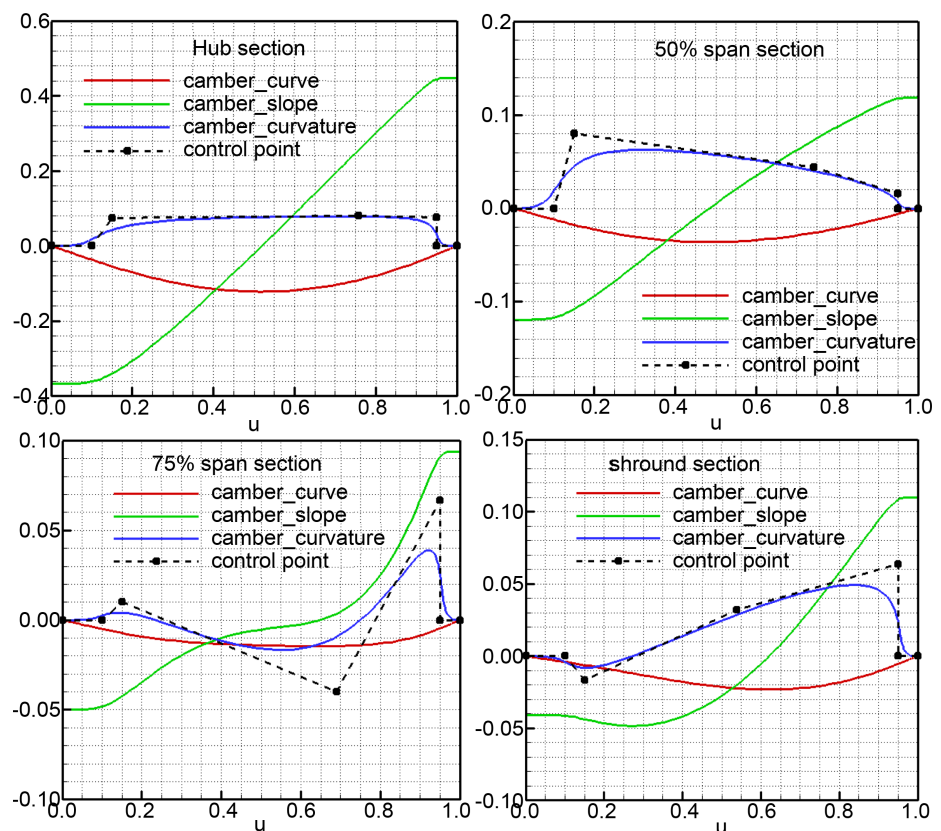 0.6
0.4
0.2
0.0
-0.2
-0.4
Hub section
camber_curve
camber_slope
camber_curvature
control point
0.0 0.2 0.4 0.6 0.8 1.0
u
0.2
0.1
0.0
-0.1
-0.2
50% span section
camber_curve
camber_slope
camber_curvature
control point
0.0 0.2 0.4 0.6 0.8 1.0
u
0.10
0.05
0.00
-0.05
-0.10
75% span section
camber_curve
camber_slope
camber_curvature
control point
0.0 0.2 0.4 0.6 0.8 1.0
u
0.15
0.10
0.05
0.00
-0.05
-0.10
shround section
camber_curve
camber_slope
camber_curvature
control point
0.0 0.2 0.4 0.6 0.8 1.0
u